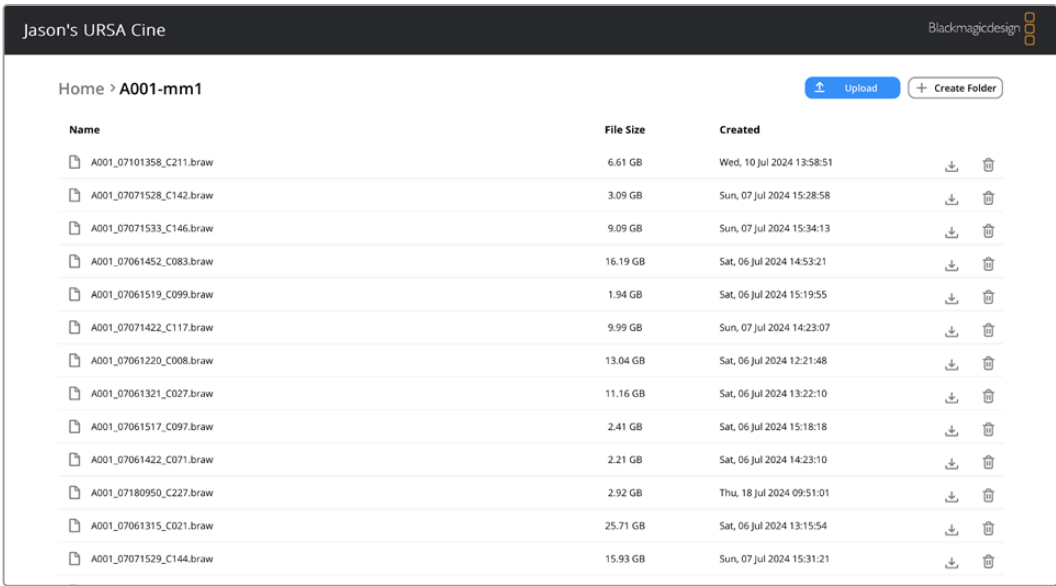 Jason's URSA Cine
Blackmagicdesign
Home > A001-mm1
Upload
Create Folder
Name File Size Created
A001_07101358_C211.braw 6.61 GB Wed, 10 Jul 2024 13:58:51
A001_07071528_C142.braw 3.09 GB Sun, 07 Jul 2024 15:28:58
A001_07071533_C146.braw 9.09 GB Sun, 07 Jul 2024 15:34:13
A001_07061452_C083.braw 16.19 GB Sat, 06 Jul 2024 14:53:21
A001_07061519_C099.braw 1.94 GB Sat, 06 Jul 2024 15:19:55
A001_07071422_C117.braw 9.99 GB Sun, 07 Jul 2024 14:23:07
A001_07061220_C008.braw 13.04 GB Sat, 06 Jul 2024 12:21:48
A001_07061321_C027.braw 11.16 GB Sat, 06 Jul 2024 13:22:10
A001_07061517_C097.braw 2.41 GB Sat, 06 Jul 2024 15:18:18
A001_07061422_C071.braw 2.21 GB Sat, 06 Jul 2024 14:23:10
A001_07180950_C227.braw 2.92 GB Thu, 18 Jul 2024 09:51:01
A001_07061315_C021.braw 25.71 GB Sat, 06 Jul 2024 13:15:54
A001_07071529_C144.braw 15.93 GB Sun, 07 Jul 2024 15:31:21